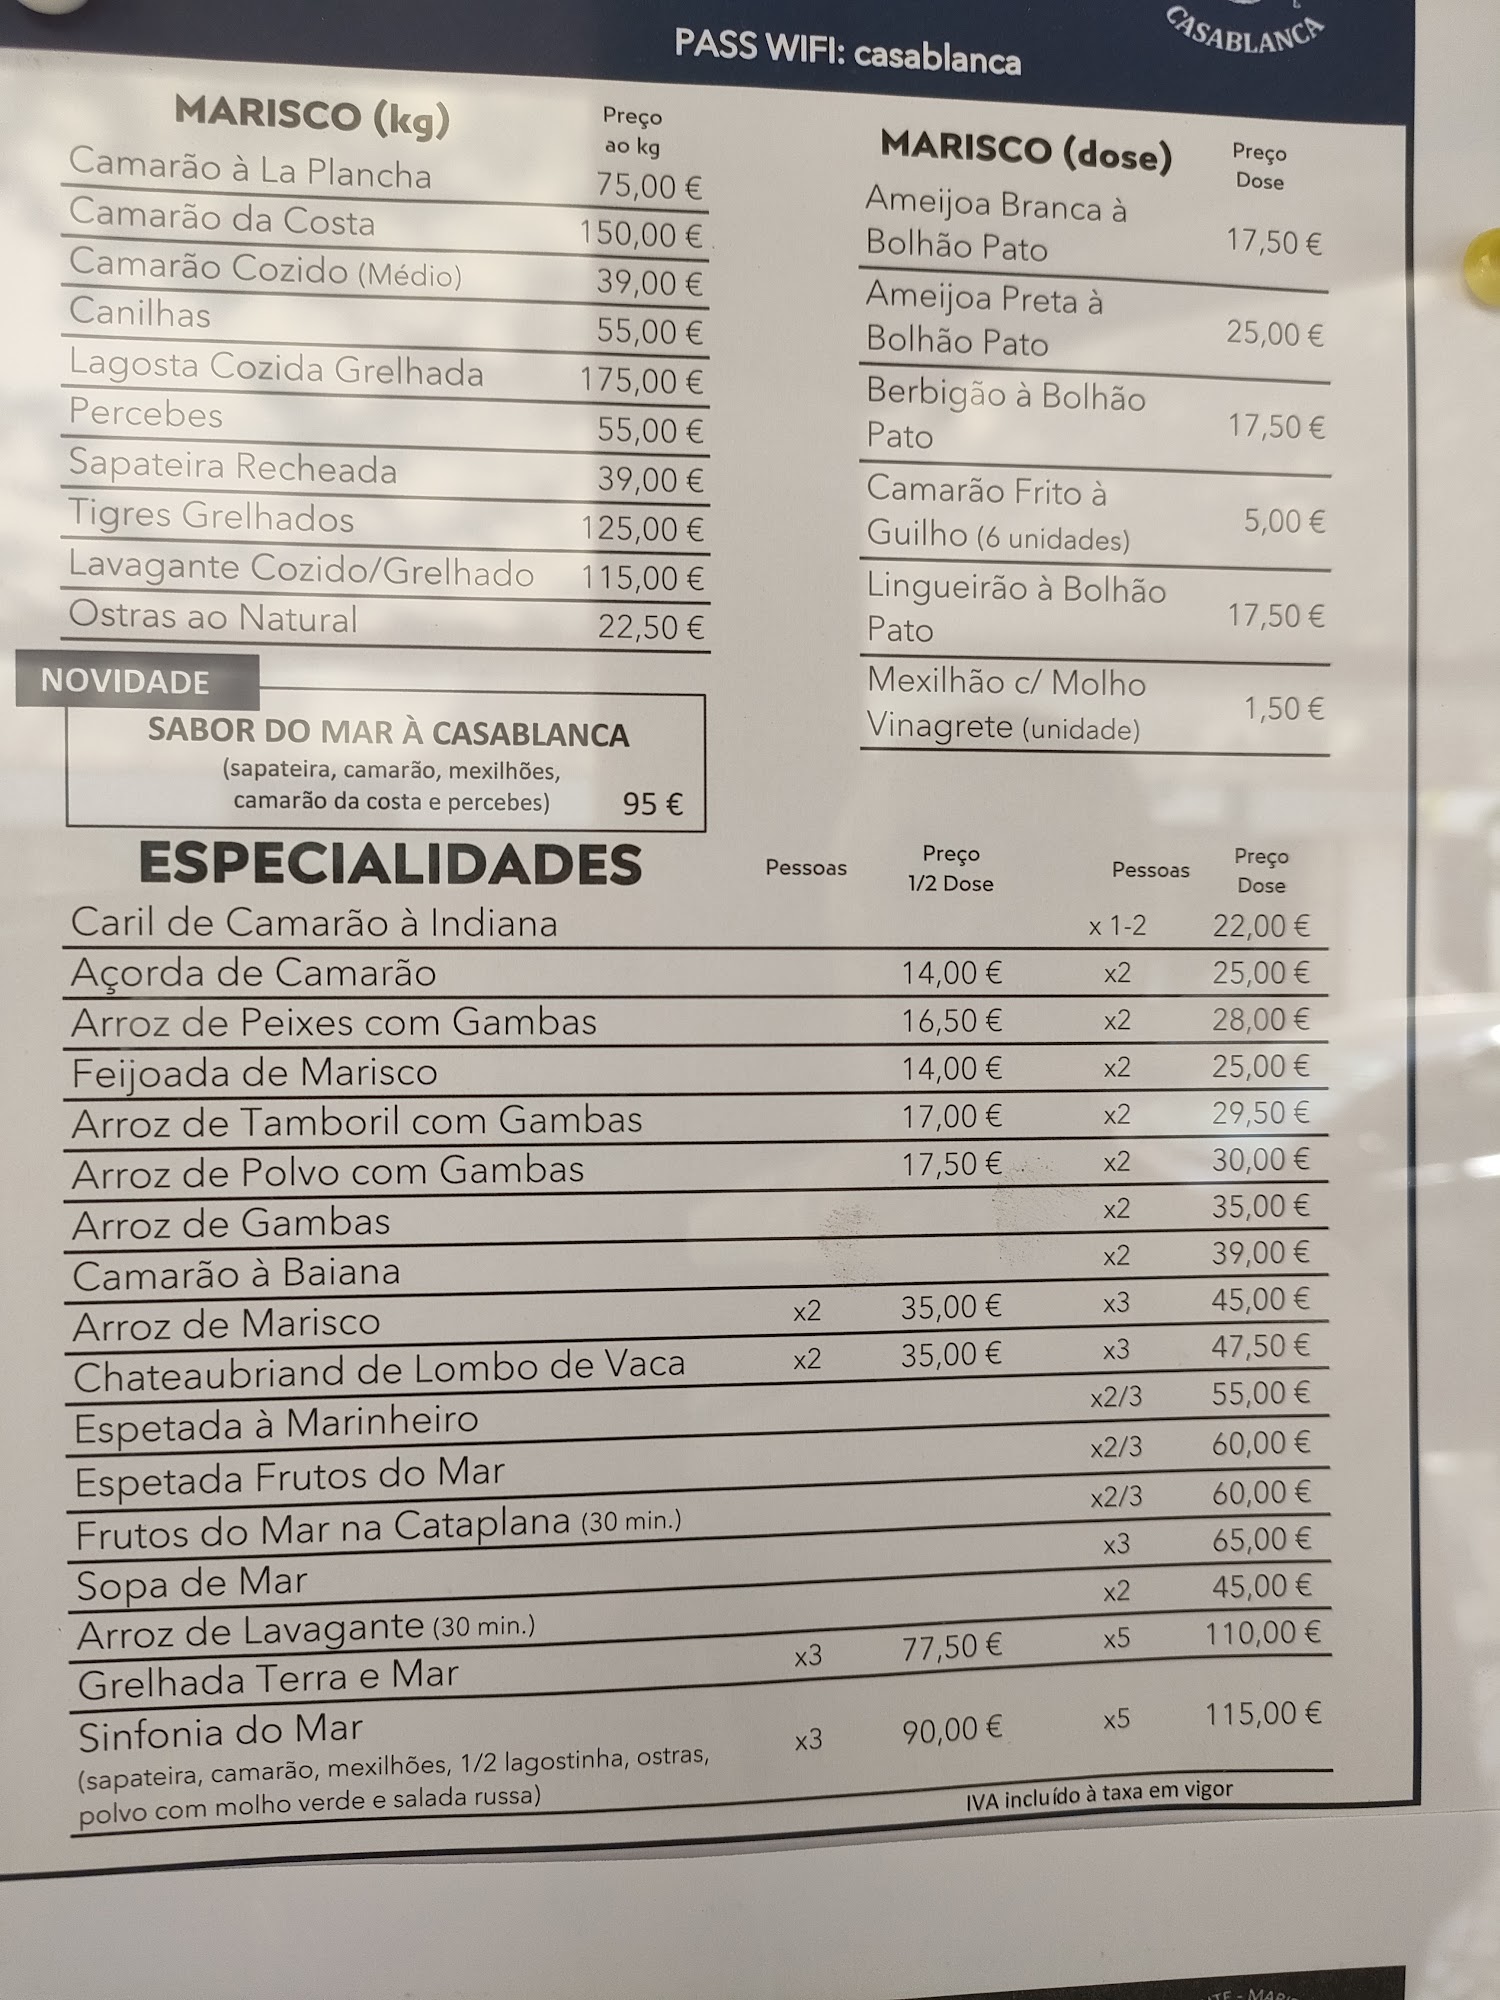 CASABLANCA
PASS WIFI: casablanca
MARISCO (kg)
Preço
ao kg
Camarão à La Plancha 75,00 €
Camarão da Costa 150,00 €
Camarão Cozido (Médio) 39,00 €
Canilhas 55,00 €
Lagosta Cozida Grelhada 175,00 €
Percebes 55,00 €
Sapateira Recheada 39,00 €
Tigres Grelhados 125,00 €
Lavagante Cozido/Grelhado 115,00 €
Ostras ao Natural 22,50 €
NOVIDADE
SABOR DO MAR À CASABLANCA
(sapateira, camarão, mexilhões,
camarão da costa e percebes) 95 €
MARISCO (dose)
Preço
Dose
Ameijoa Branca à
Bolhão Pato 17,50 €
Ameijoa Preta à
Bolhão Pato 25,00 €
Berbigão à Bolhão
Pato 17,50 €
Camarão Frito à
Guilho (6 unidades) 5,00 €
Lingueirão à Bolhão
Pato 17,50 €
Mexilhão c/ Molho
Vinagrete (unidade) 1,50 €
ESPECIALIDADES
Pessoas
Preço
1/2 Dose
Pessoas
Preço
Dose
Caril de Camarão à Indiana x 1-2 22,00 €
Açorda de Camarão 14,00 € x2 25,00 €
Arroz de Peixes com Gambas 16,50 € x2 28,00 €
Feijoada de Marisco 14,00 € x2 25,00 €
Arroz de Tamboril com Gambas 17,00 € x2 29,50 €
Arroz de Polvo com Gambas 17,50 € x2 30,00 €
Arroz de Gambas x2 35,00 €
Camarão à Baiana x2 39,00 €
Arroz de Marisco x2 35,00 € x3 45,00 €
Chateaubriand de Lombo de Vaca x2 35,00 € x3 47,50 €
Espetada à Marinheiro x2/3 55,00 €
Espetada Frutos do Mar x2/3 60,00 €
Frutos do Mar na Cataplana (30 min.) x2/3 60,00 €
Sopa de Mar x3 65,00 €
Arroz de Lavagante (30 min.) x2 45,00 €
Grelhada Terra e Mar x3 77,50 € x5 110,00 €
Sinfonia do Mar x3 90,00 € x5 115,00 €
(sapateira, camarão, mexilhões, 1/2 lagostinha, ostras,
polvo com molho verde e salada russa)
IVA incluído à taxa em vigor